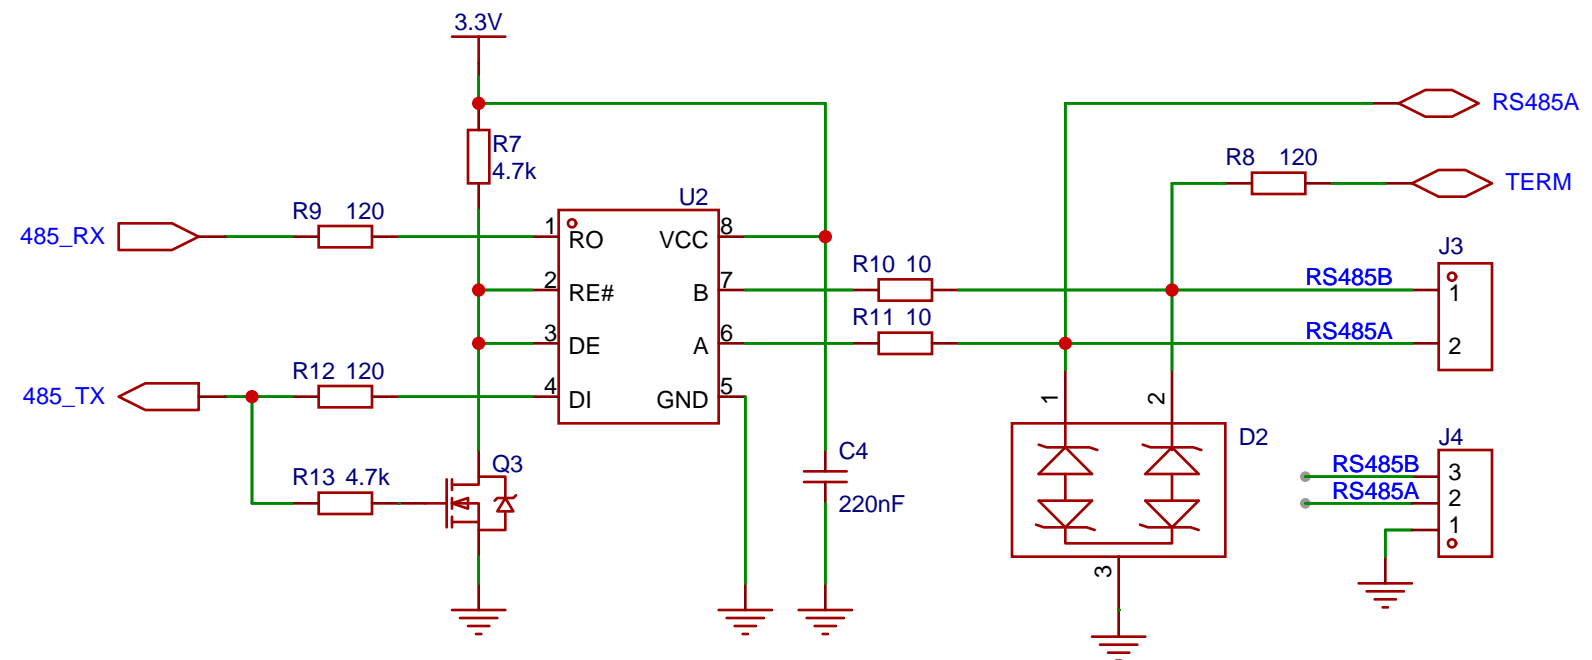 3.3V
RS485A
R7
4.7k
R8 120
TERM
U2
R9 120
485_RX
1 RO VCC 8
J3
R10 10
RS485B
2 RE# B 7
1
R11 10
RS485A
3 DE A 6
2
R12 120
485_TX
4 DI GND 5
1 2
D2
J4
C4
R13 4.7k
Q3
RS485B 3
RS485A 2
220nF
1
3